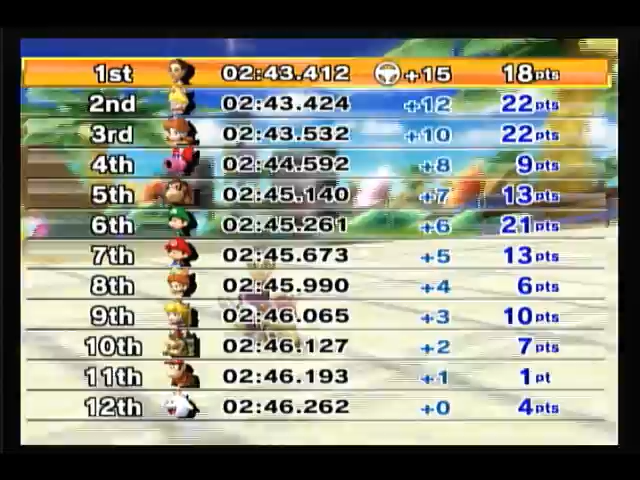 1st 02:43.412 +15 18pts
2nd 02:43.424 +12 22pts
3rd 02:43.532 +10 22pts
4th 02:44.592 +8 9pts
5th 02:45.140 +7 13pts
6th 02:45.261 +6 21pts
7th 02:45.673 +5 13pts
8th 02:45.990 +4 6pts
9th 02:46.065 +3 10pts
10th 02:46.127 +2 7pts
11th 02:46.193 +1 1pt
12th 02:46.262 +0 4pts